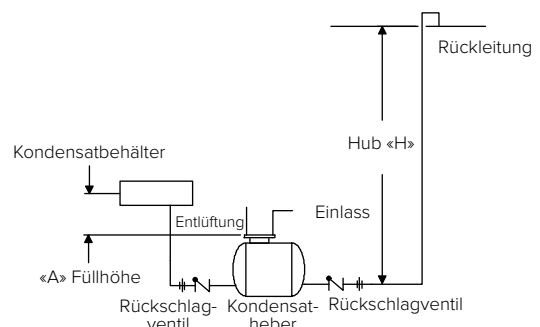 Rückleitung
Hub «H»
Kondensatbehälter
Entlüftung
Einlass
«A» Füllhöhe
Rückschlag-
ventil
Kondensat-
heber
Rückschlagventil